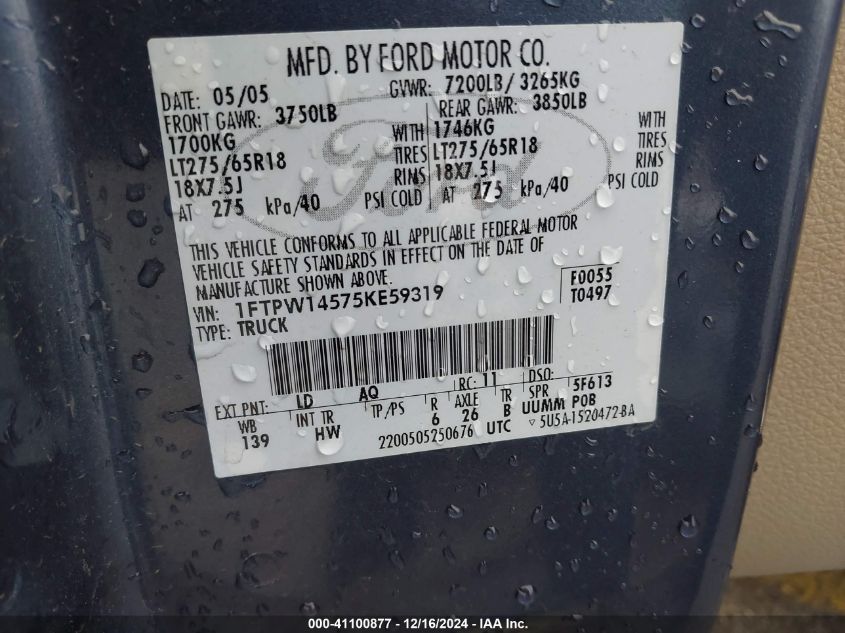 MFD. BY FORD MOTOR CO.
DATE: 05/05 GVWR: 7200LB / 3265KG
FRONT GAWR: 3750LB REAR GAWR: 3850LB
1700KG WITH 1746KG WITH
LT275/65R18 TIRES LT275/65R18 TIRES
18X7.5J RIMS 18X7.5J RIMS
AT 275 kPa/40 PSI COLD AT 275 kPa/40 PSI COLD
Ford
THIS VEHICLE CONFORMS TO ALL APPLICABLE FEDERAL MOTOR
VEHICLE SAFETY STANDARDS IN EFFECT ON THE DATE OF
MANUFACTURE SHOWN ABOVE.
VIN: 1FTPW14575KE59319
TYPE: TRUCK
F0055
T0497
EXT PNT: LD AQ RC: 11 DSO:
WB INT TR TP/PS R AXLE TR SPR 5F613
139 HW 6 26 B UUMM POB
2200505250676 UTC ▽ 5U5A-1520472-BA
000-41100877 - 12/16/2024 - IAA Inc.